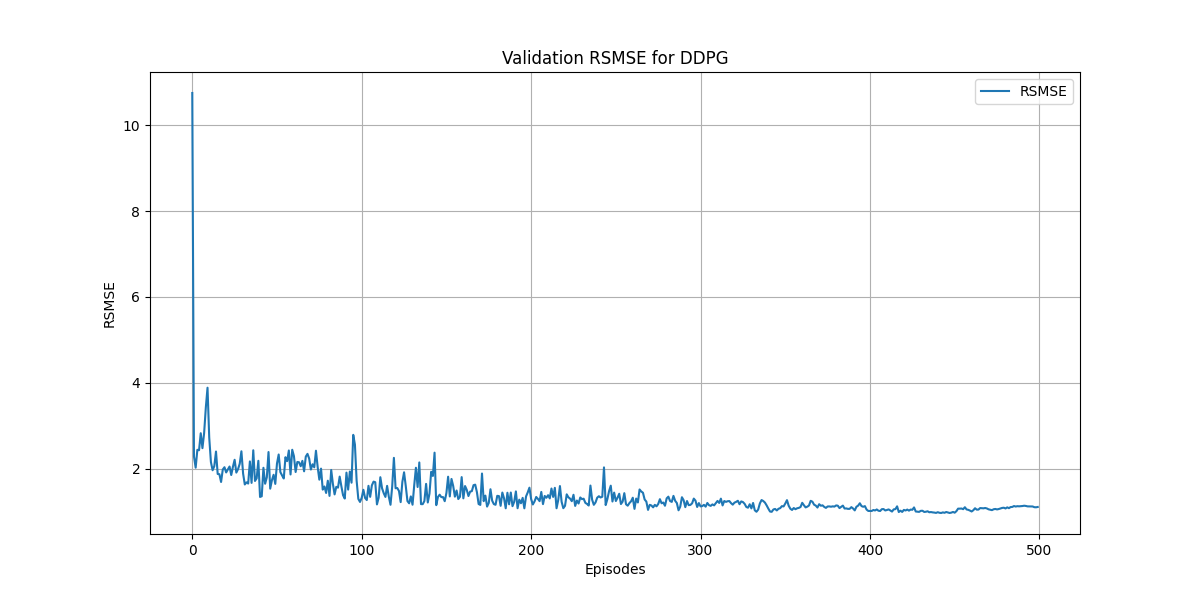 Validation RSMSE for DDPG
RSMSE
10
8
6
4
2
RSMSE
0 100 200 300 400 500
Episodes